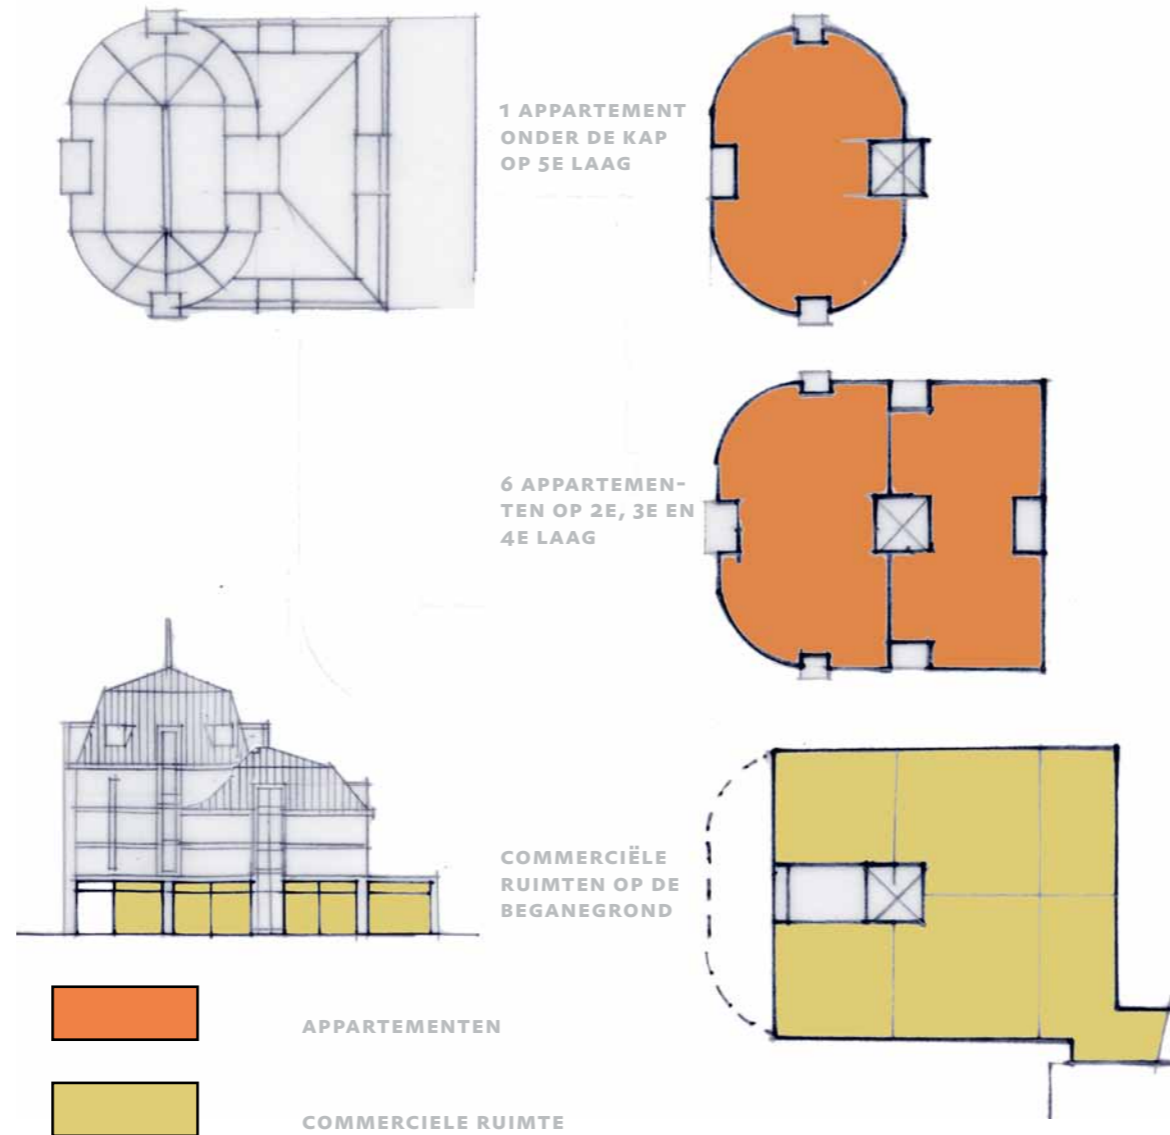 1 APPARTEMENT
ONDER DE KAP
OP 5E LAAG
6 APPARTEMEN-
TEN OP 2E, 3E EN
4E LAAG
COMMERCIËLE
RUIMTEN OP DE
BEGANEGROND
APPARTEMENTEN
COMMERCIELE RUIMTE